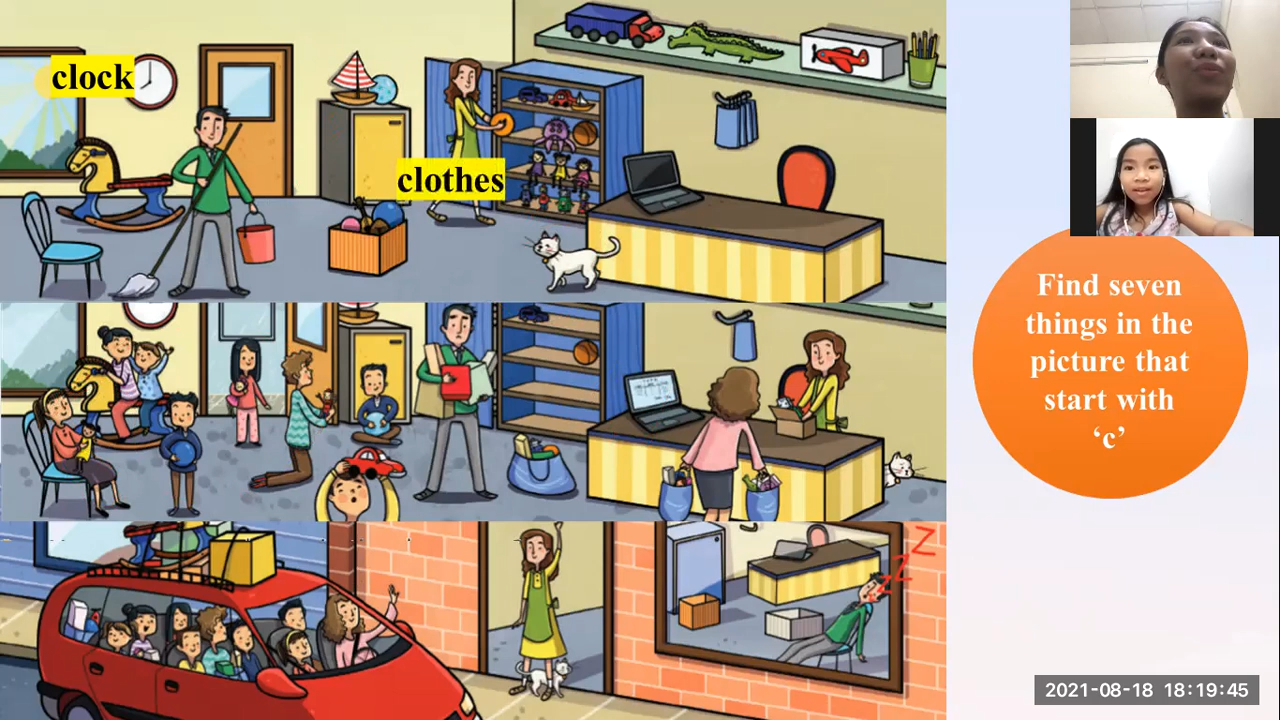 clock
clothes
Find seven
things in the
picture that
start with
‘c’
Z
Z
Z
2021-08-18 18:19:45